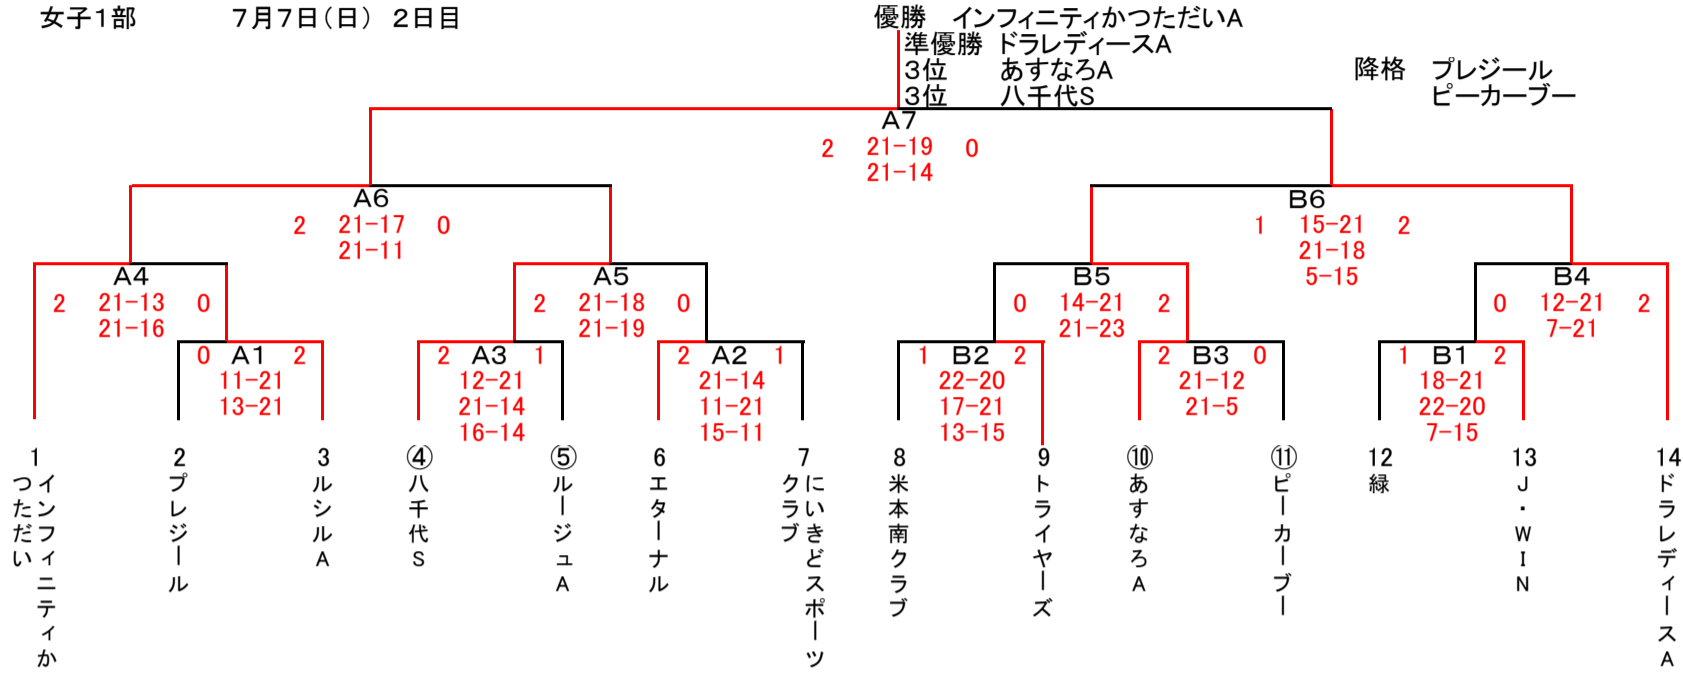 女子1部 7月7日(日) 2日目
優勝 インフィニティかつただいA
準優勝 ドラレディースA
3位 あすなろA
3位 八千代S
降格 プレジール
ピーカーブー
A7
2 21-19 0
21-14
A6
2 21-17 0
21-11
B6
1 15-21 2
21-18
5-15
A4
2 21-13 0
21-16
A5
2 21-18 0
21-19
B5
0 14-21 2
21-23
B4
0 12-21 2
7-21
0 A1 2
11-21
13-21
2 A3 1
12-21
21-14
16-14
2 A2 1
21-14
11-21
15-11
1 B2 2
22-20
17-21
13-15
2 B3 0
21-12
21-5
1 B1 2
18-21
22-20
7-15
1
インフィニティか
つただい
2
プレジール
3
ルシルA
④
八千代S
⑤
ルージュA
6
エターナル
7
にいきどスポーツ
クラブ
8
米本南クラブ
9
トライヤーズ
⑩
あすなろA
⑪
ピーカーブー
12
緑
13
J・WIN
14
ドラレディースA